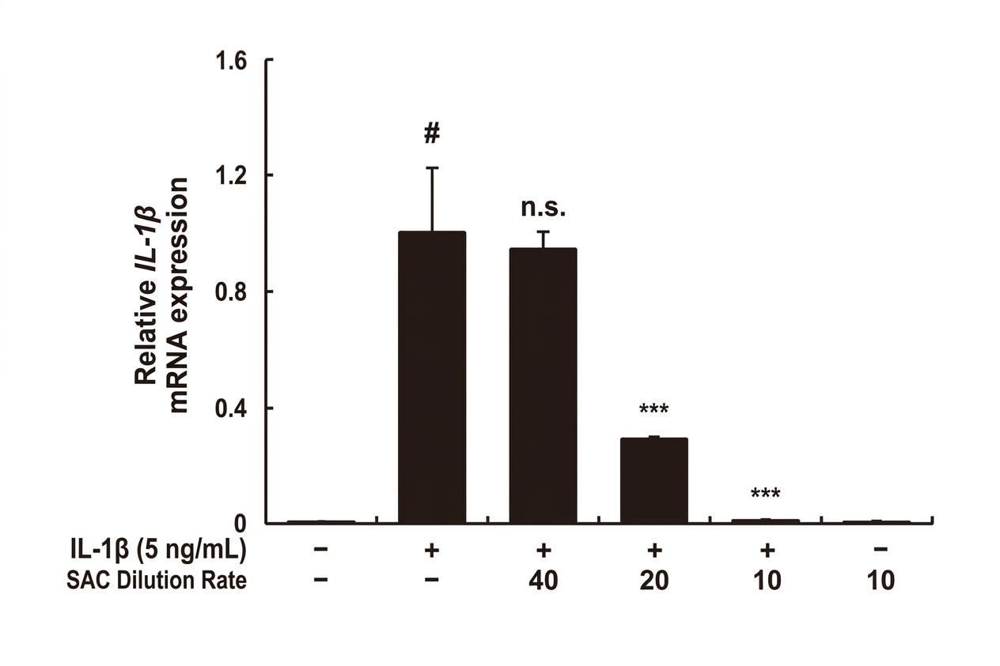 1.6
#
1.2
n.s.
Relative IL-1β
mRNA expression
0.8
0.4
***
***
0
IL-1β (5 ng/mL) − + + + + −
SAC Dilution Rate − − 40 20 10 10